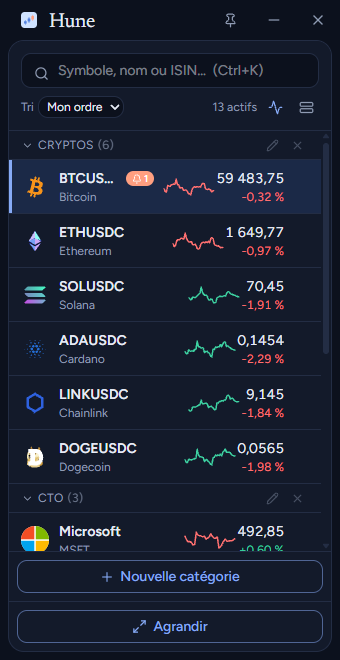 Hune
Symbole, nom ou ISIN... (Ctrl+K)
Tri Mon ordre 13 actifs
CRYPTOS (6)
BTCUS... 1 59 483,75
Bitcoin -0,32 %
ETHUSDC 1 649,77
Ethereum -0,97 %
SOLUSDC 70,45
Solana -1,91 %
ADAUSDC 0,1454
Cardano -2,29 %
LINKUSDC 9,145
Chainlink -1,84 %
DOGEUSDC 0,0565
Dogecoin -1,98 %
CTO (3)
Microsoft 492,85
MSFT +0,60 %
Nouvelle catégorie
Agrandir